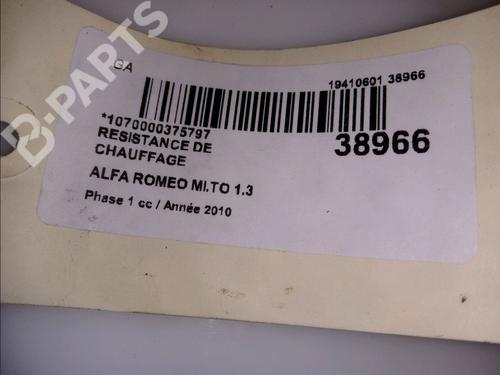 B-PARTS
GA
19410601 38966
*1070000375797
38966
RESISTANCE DE
CHAUFFAGE
ALFA ROMEO MI.TO 1.3
Phase 1 cc / Année 2010